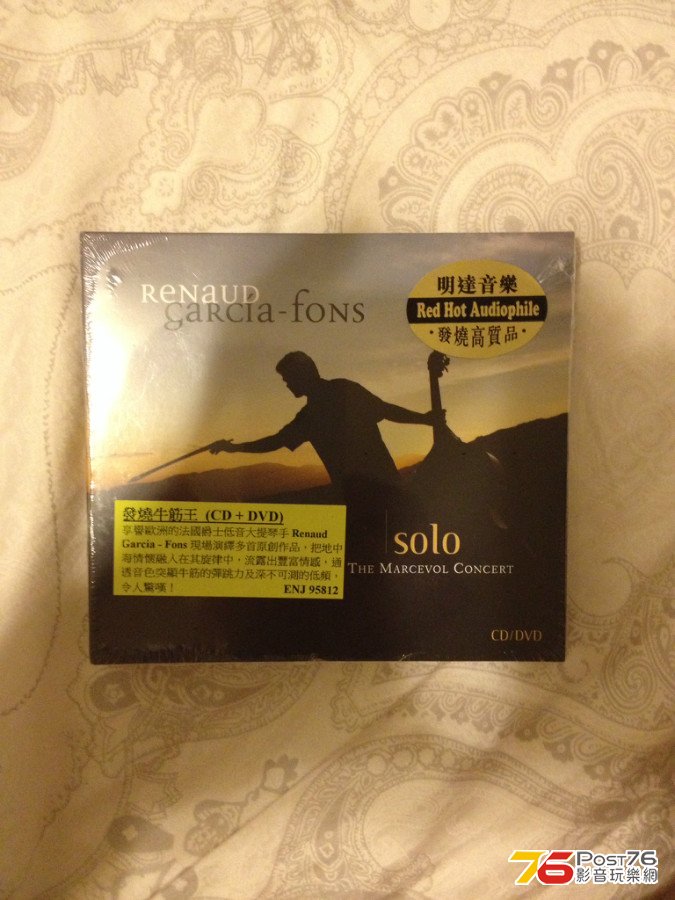 Renaud
garcia-fons
明達音樂
Red Hot Audiophile
·發燒高質品·
發燒牛筋王 (CD + DVD)
享譽歐洲的法國爵士低音大提琴手 Renaud
Garcia - Fons 現場演繹多首原創作品，把地中
海情懷融入在其旋律中，流露出豐富情感，通
透音色突顯牛筋的彈跳力及深不可測的低頻，
令人驚嘆！ ENJ 95812
solo
The Marcevol Concert
CD/DVD
76 Post76
影音玩樂網